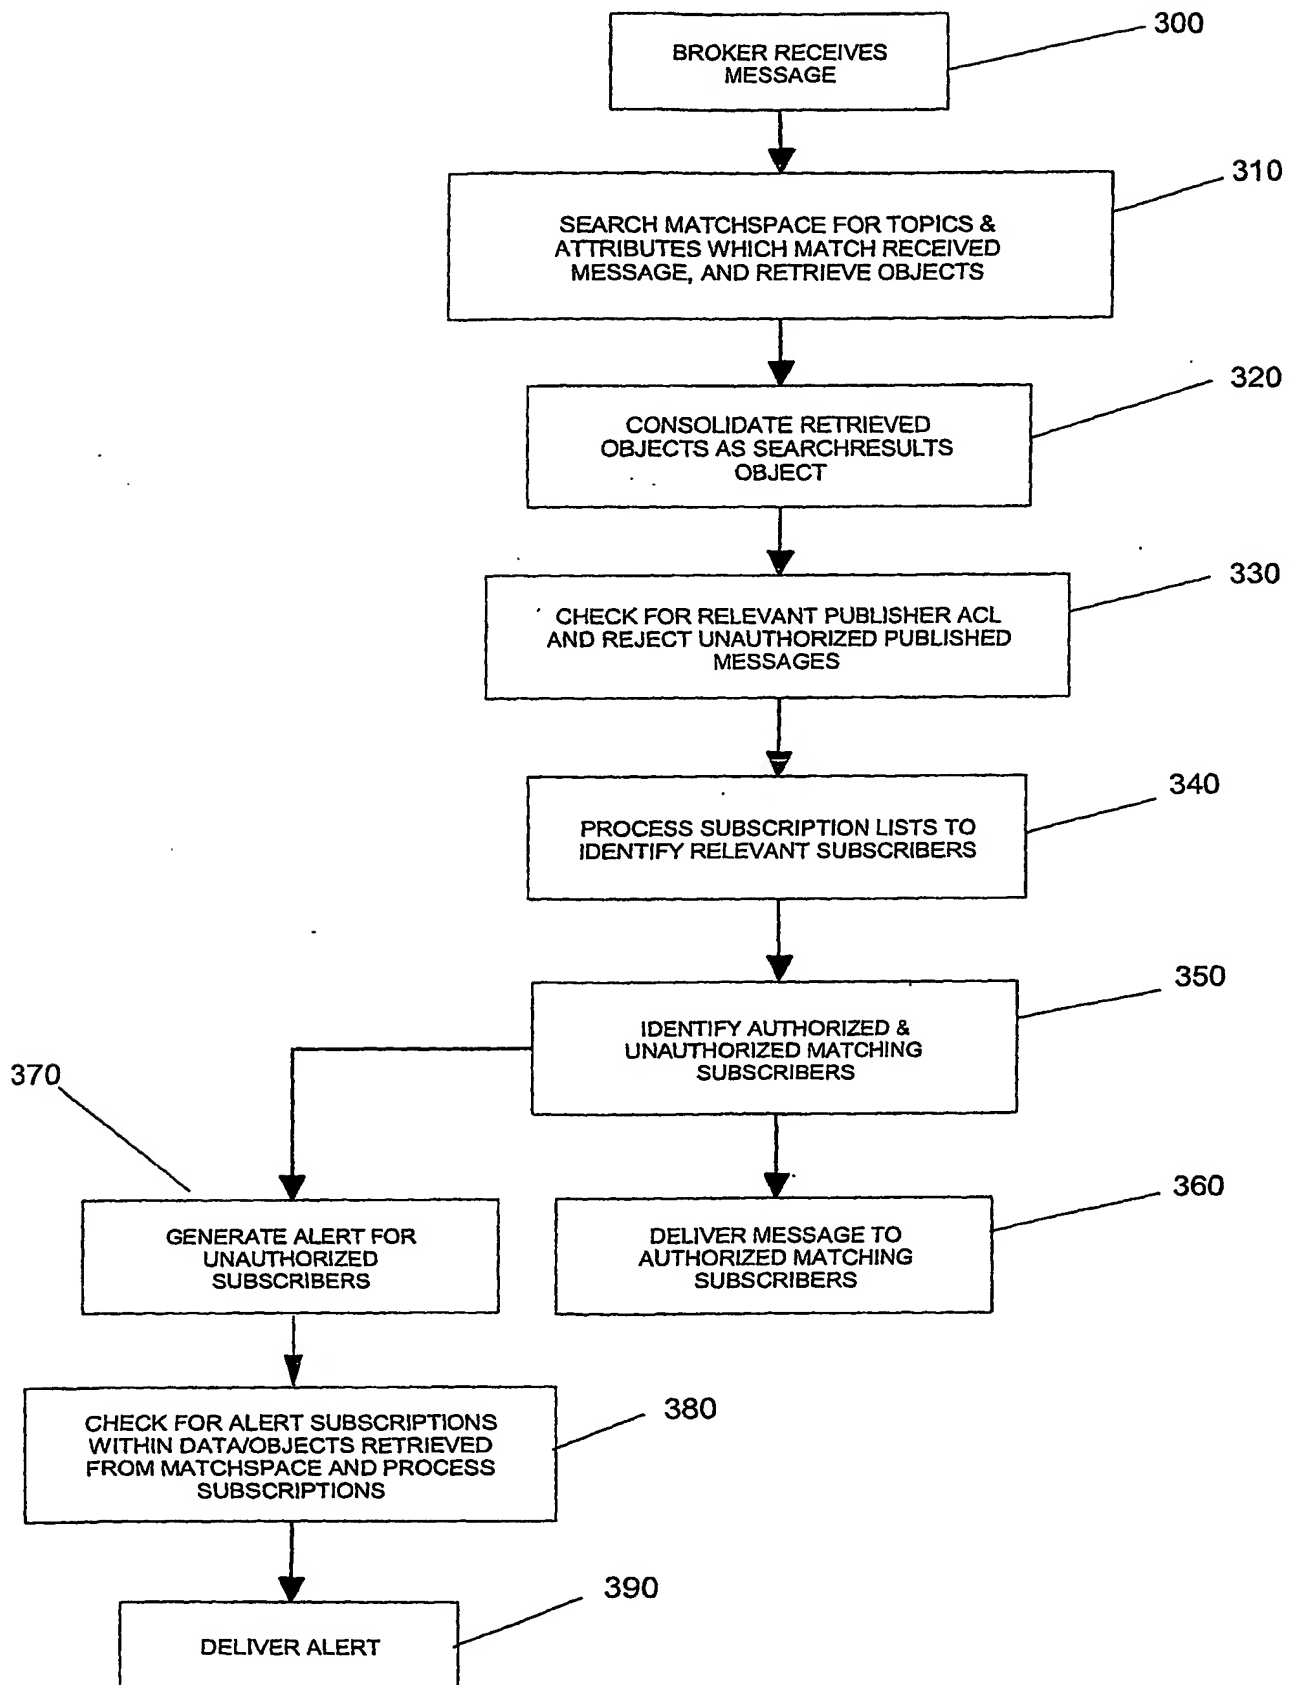 300
BROKER RECEIVES
MESSAGE
310
SEARCH MATCHSPACE FOR TOPICS &
ATTRIBUTES WHICH MATCH RECEIVED
MESSAGE, AND RETRIEVE OBJECTS
320
CONSOLIDATE RETRIEVED
OBJECTS AS SEARCHRESULTS
OBJECT
330
CHECK FOR RELEVANT PUBLISHER ACL
AND REJECT UNAUTHORIZED PUBLISHED
MESSAGES
340
PROCESS SUBSCRIPTION LISTS TO
IDENTIFY RELEVANT SUBSCRIBERS
350
IDENTIFY AUTHORIZED &
UNAUTHORIZED MATCHING
SUBSCRIBERS
370
GENERATE ALERT FOR
UNAUTHORIZED
SUBSCRIBERS
360
DELIVER MESSAGE TO
AUTHORIZED MATCHING
SUBSCRIBERS
380
CHECK FOR ALERT SUBSCRIPTIONS
WITHIN DATA/OBJECTS RETRIEVED
FROM MATCHSPACE AND PROCESS
SUBSCRIPTIONS
390
DELIVER ALERT